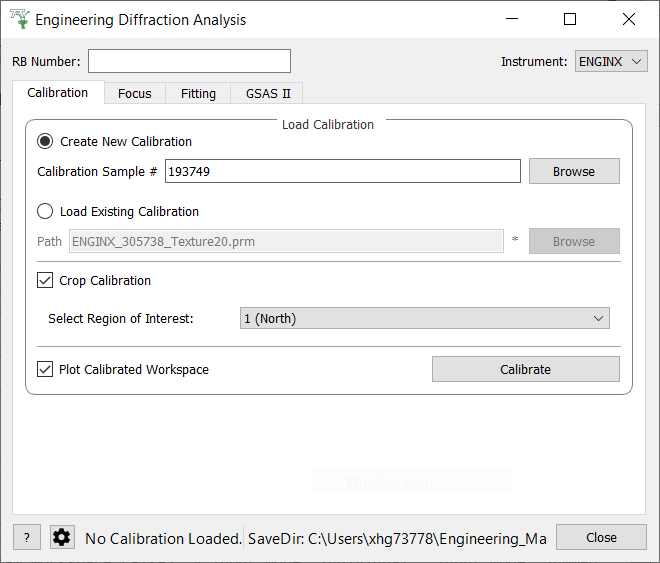 Engineering Diffraction Analysis
RB Number: Instrument: ENGINX
Calibration Focus Fitting GSAS II
Load Calibration
Create New Calibration
Calibration Sample # 193749 Browse
Load Existing Calibration
Path ENGINX_305738_Texture20.prm * Browse
Crop Calibration
Select Region of Interest: 1 (North)
Plot Calibrated Workspace Calibrate
Window Snip
? No Calibration Loaded. SaveDir: C:\Users\xhg73778\Engineering_Ma Close